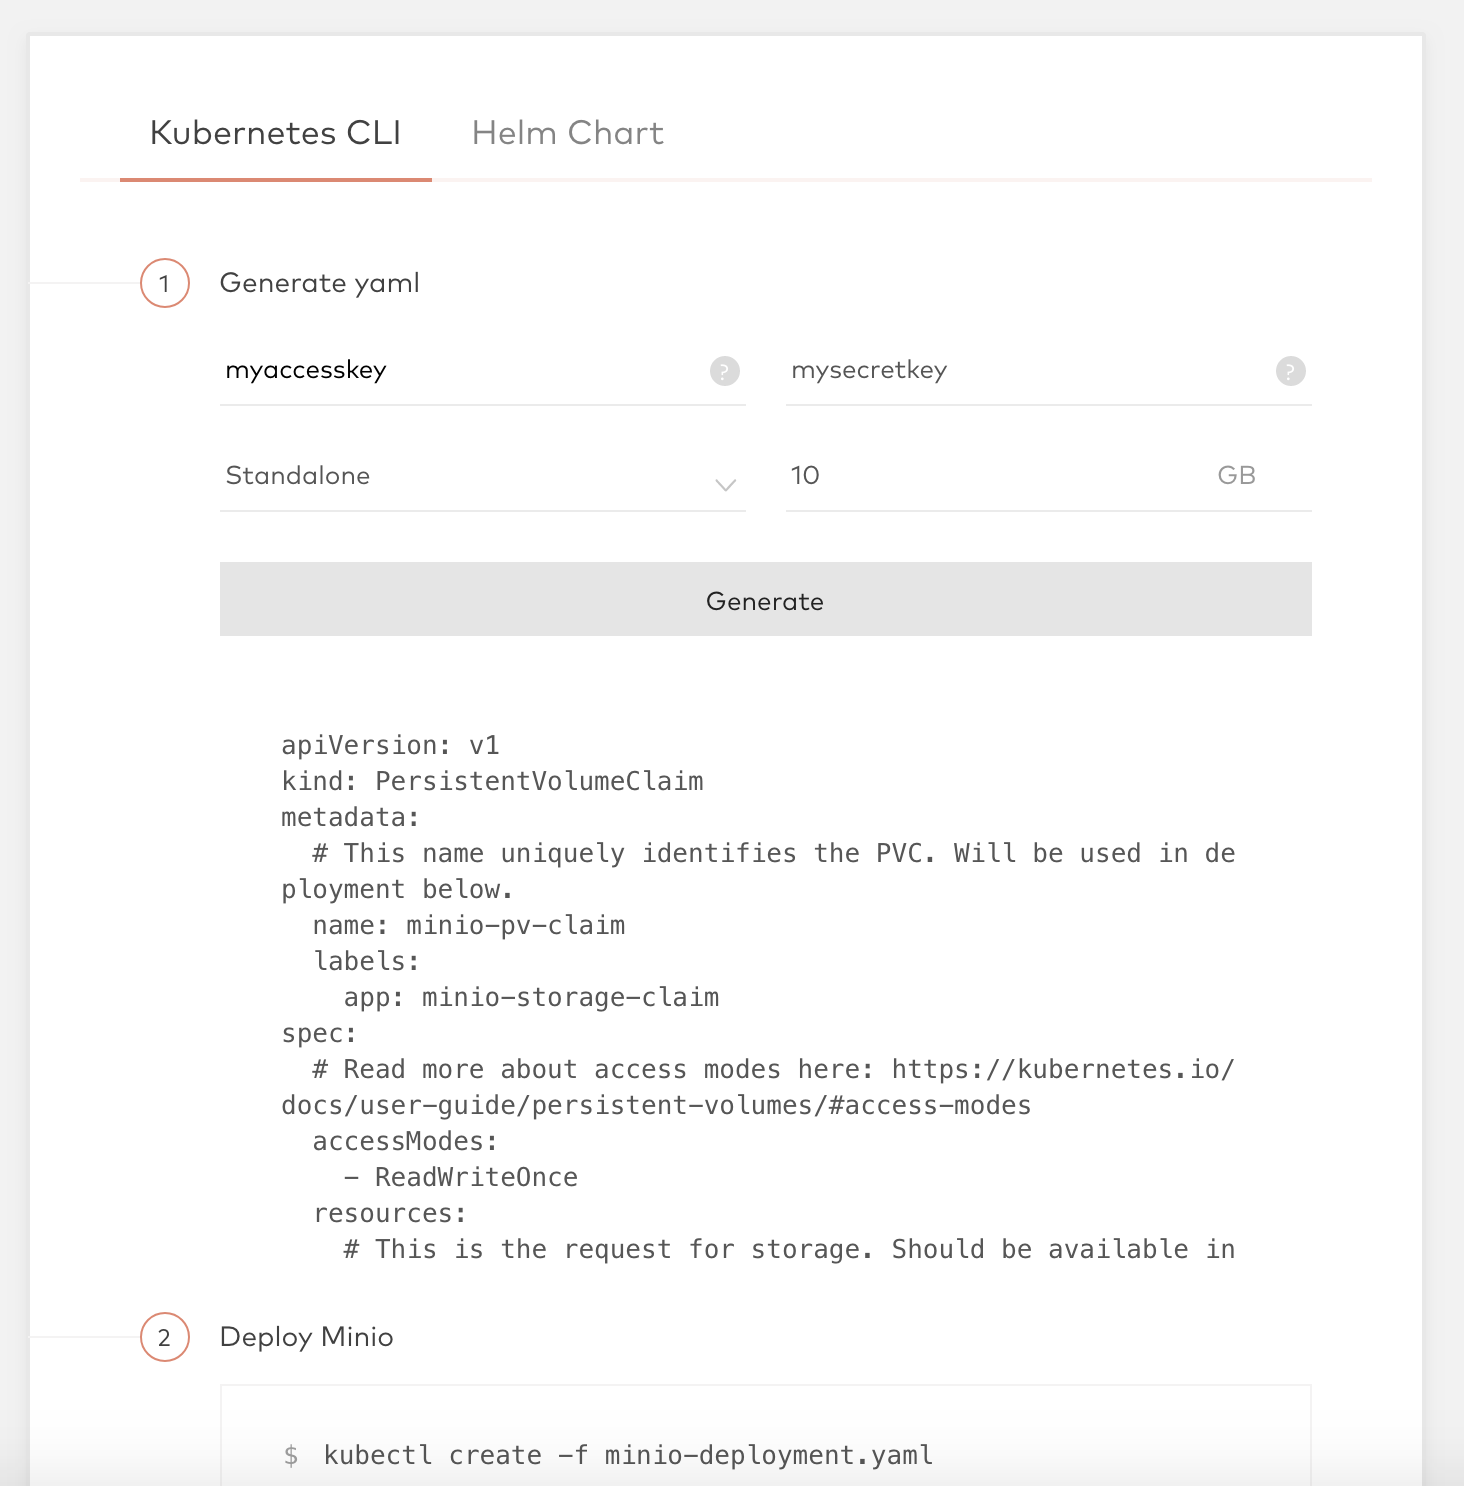 Kubernetes CLI Helm Chart
1 Generate yaml
myaccesskey ? mysecretkey ?
Standalone 10 GB
Generate
apiVersion: v1
kind: PersistentVolumeClaim
metadata:
  # This name uniquely identifies the PVC. Will be used in de
ployment below.
  name: minio-pv-claim
  labels:
    app: minio-storage-claim
spec:
  # Read more about access modes here: https://kubernetes.io/
docs/user-guide/persistent-volumes/#access-modes
  accessModes:
    - ReadWriteOnce
  resources:
    # This is the request for storage. Should be available in
2 Deploy Minio
$ kubectl create -f minio-deployment.yaml